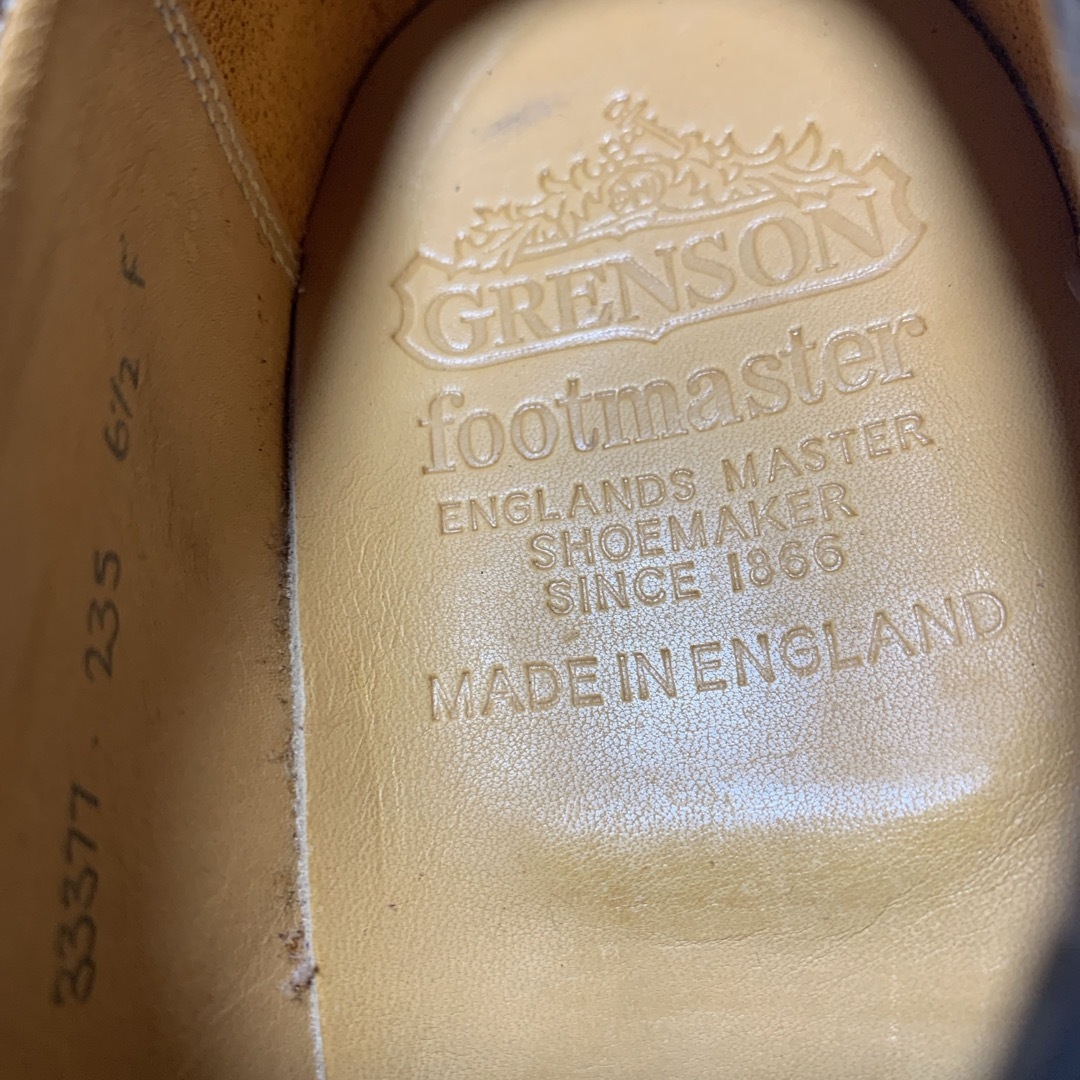 GRENSON
footmaster
ENGLANDS MASTER
SHOEMAKER
SINCE 1866
MADE IN ENGLAND
33377 235 6½ F